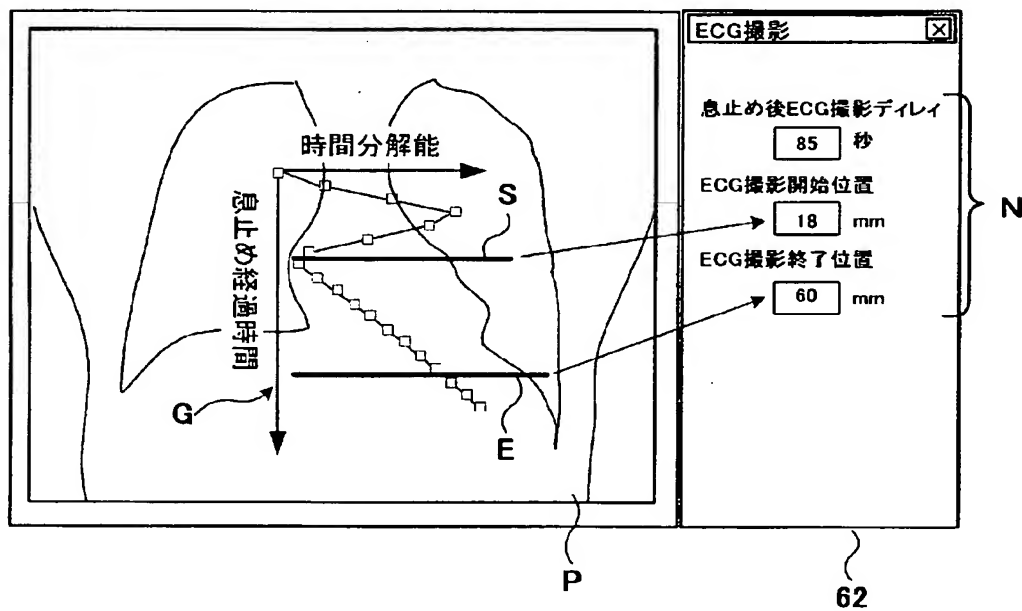 ECG撮影
息止め後ECG撮影ディレィ
85 秒
ECG撮影開始位置
18 mm
ECG撮影終了位置
60 mm
N
時間分解能
息止め経過時間
S
G
E
P
62